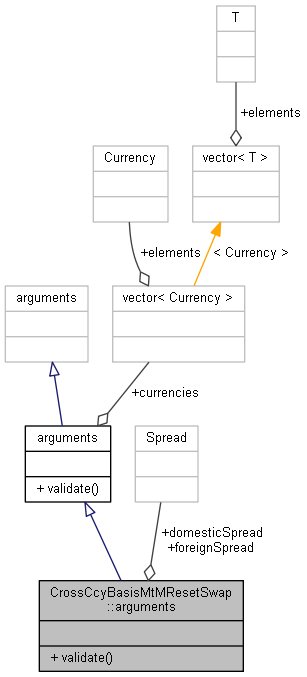 T
+elements
Currency
vector< T >
+elements
< Currency >
arguments
vector< Currency >
+currencies
arguments
+ validate()
Spread
+domesticSpread
+foreignSpread
CrossCcyBasisMtMResetSwap
::arguments
+ validate()